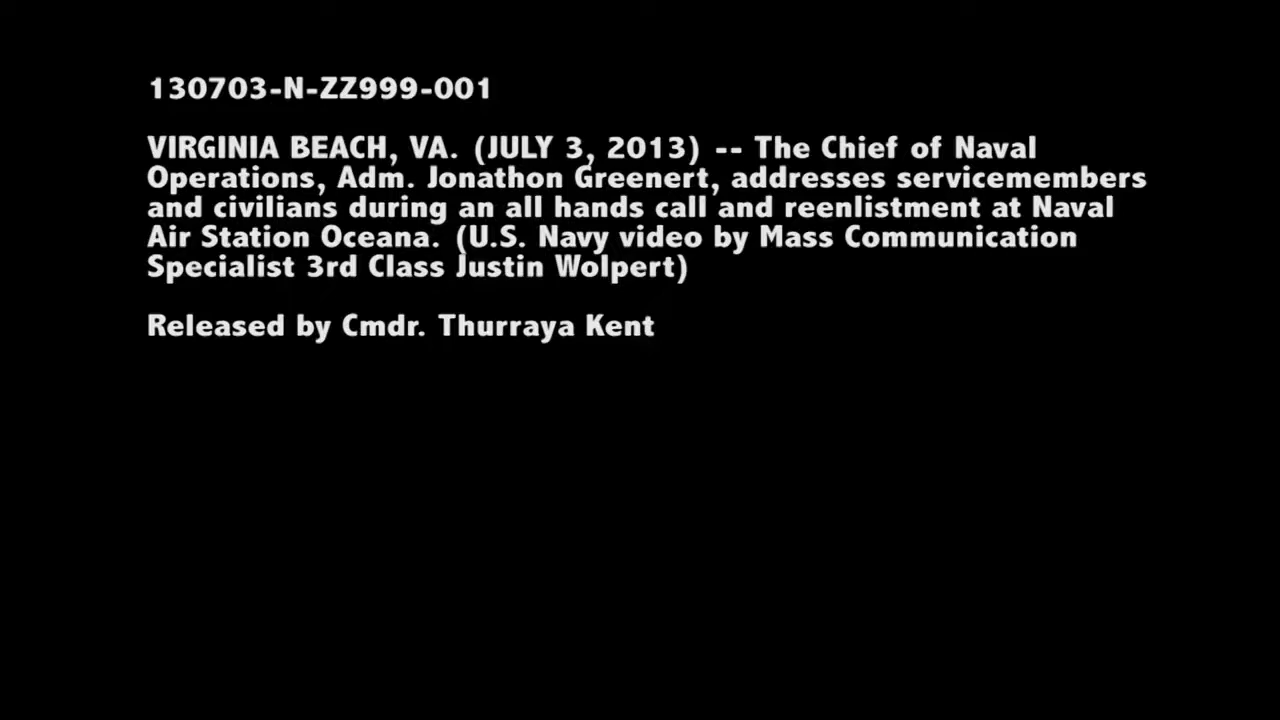 130703-N-ZZ999-001
VIRGINIA BEACH, VA. (JULY 3, 2013) -- The Chief of Naval
Operations, Adm. Jonathon Greenert, addresses servicemembers
and civilians during an all hands call and reenlistment at Naval
Air Station Oceana. (U.S. Navy video by Mass Communication
Specialist 3rd Class Justin Wolpert)
Released by Cmdr. Thurraya Kent